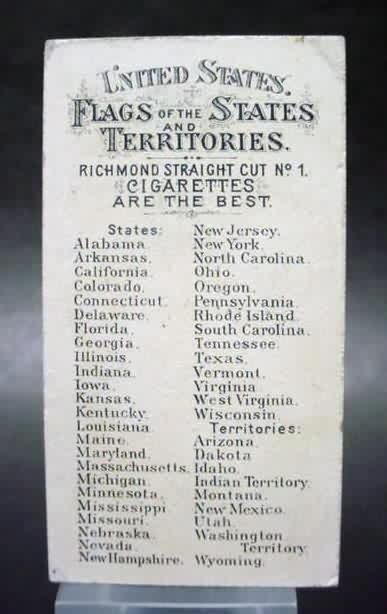 UNITED STATES.
FLAGS OF THE STATES
AND
TERRITORIES.
RICHMOND STRAIGHT CUT No 1.
CIGARETTES
ARE THE BEST.
States:
Alabama.
Arkansas.
California.
Colorado.
Connecticut.
Delaware.
Florida.
Georgia.
Illinois.
Indiana.
Iowa.
Kansas.
Kentucky.
Louisiana.
Maine.
Maryland.
Massachusetts.
Michigan.
Minnesota.
Mississippi.
Missouri.
Nebraska.
Nevada.
New Hampshire.
New Jersey.
New York.
North Carolina.
Ohio.
Oregon.
Pennsylvania.
Rhode Island.
South Carolina.
Tennessee.
Texas.
Vermont.
Virginia.
West Virginia.
Wisconsin.
Territories:
Arizona.
Dakota.
Idaho.
Indian Territory.
Montana.
New Mexico.
Utah.
Washington
Territory.
Wyoming.